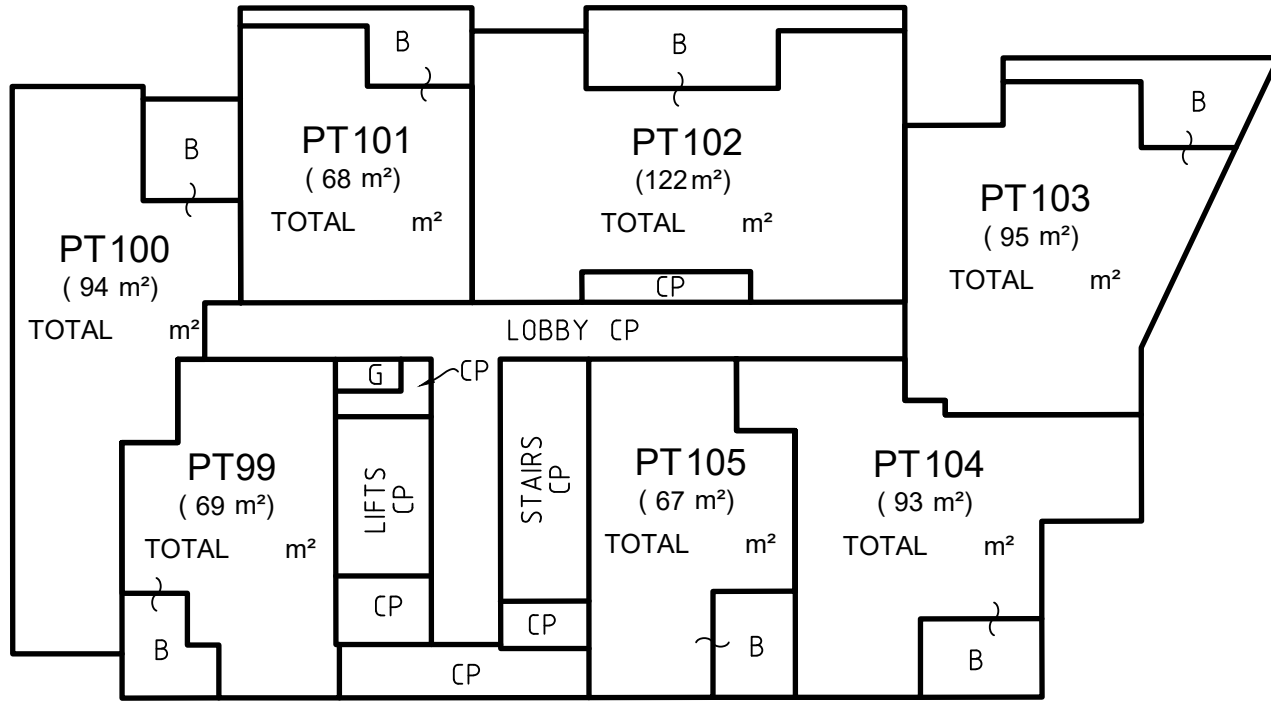 B
B
B
B
PT101
( 68 m²)
TOTAL m²
PT102
(122 m²)
TOTAL m²
PT103
( 95 m²)
TOTAL m²
PT100
( 94 m²)
TOTAL m²
CP
LOBBY CP
G
CP
PT99
( 69 m²)
TOTAL m²
LIFTS
CP
STAIRS
CP
PT105
( 67 m²)
TOTAL m²
PT104
( 93 m²)
TOTAL m²
CP
CP
B
CP
B
B